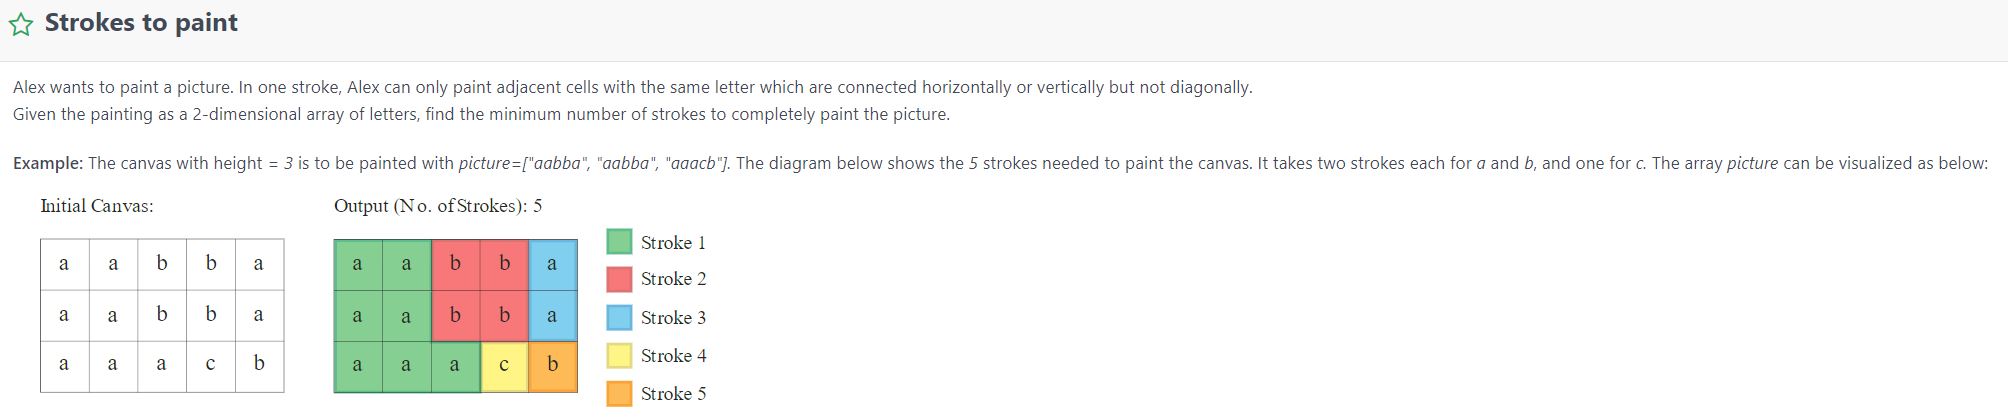 Strokes to paint
Alex wants to paint a picture. In one stroke, Alex can only paint adjacent cells with the same letter which are connected horizontally or vertically but not diagonally.
Given the painting as a 2-dimensional array of letters, find the minimum number of strokes to completely paint the picture.
Example: The canvas with height = 3 is to be painted with picture=["aabba", "aabba", "aaacb"]. The diagram below shows the 5 strokes needed to paint the canvas. It takes two strokes each for a and b, and one for c. The array picture can be visualized as below:
Initial Canvas:
a a b b a
a a b b a
a a a c b
Output (No. of Strokes): 5
a a b b a
a a b b a
a a a c b
Stroke 1
Stroke 2
Stroke 3
Stroke 4
Stroke 5